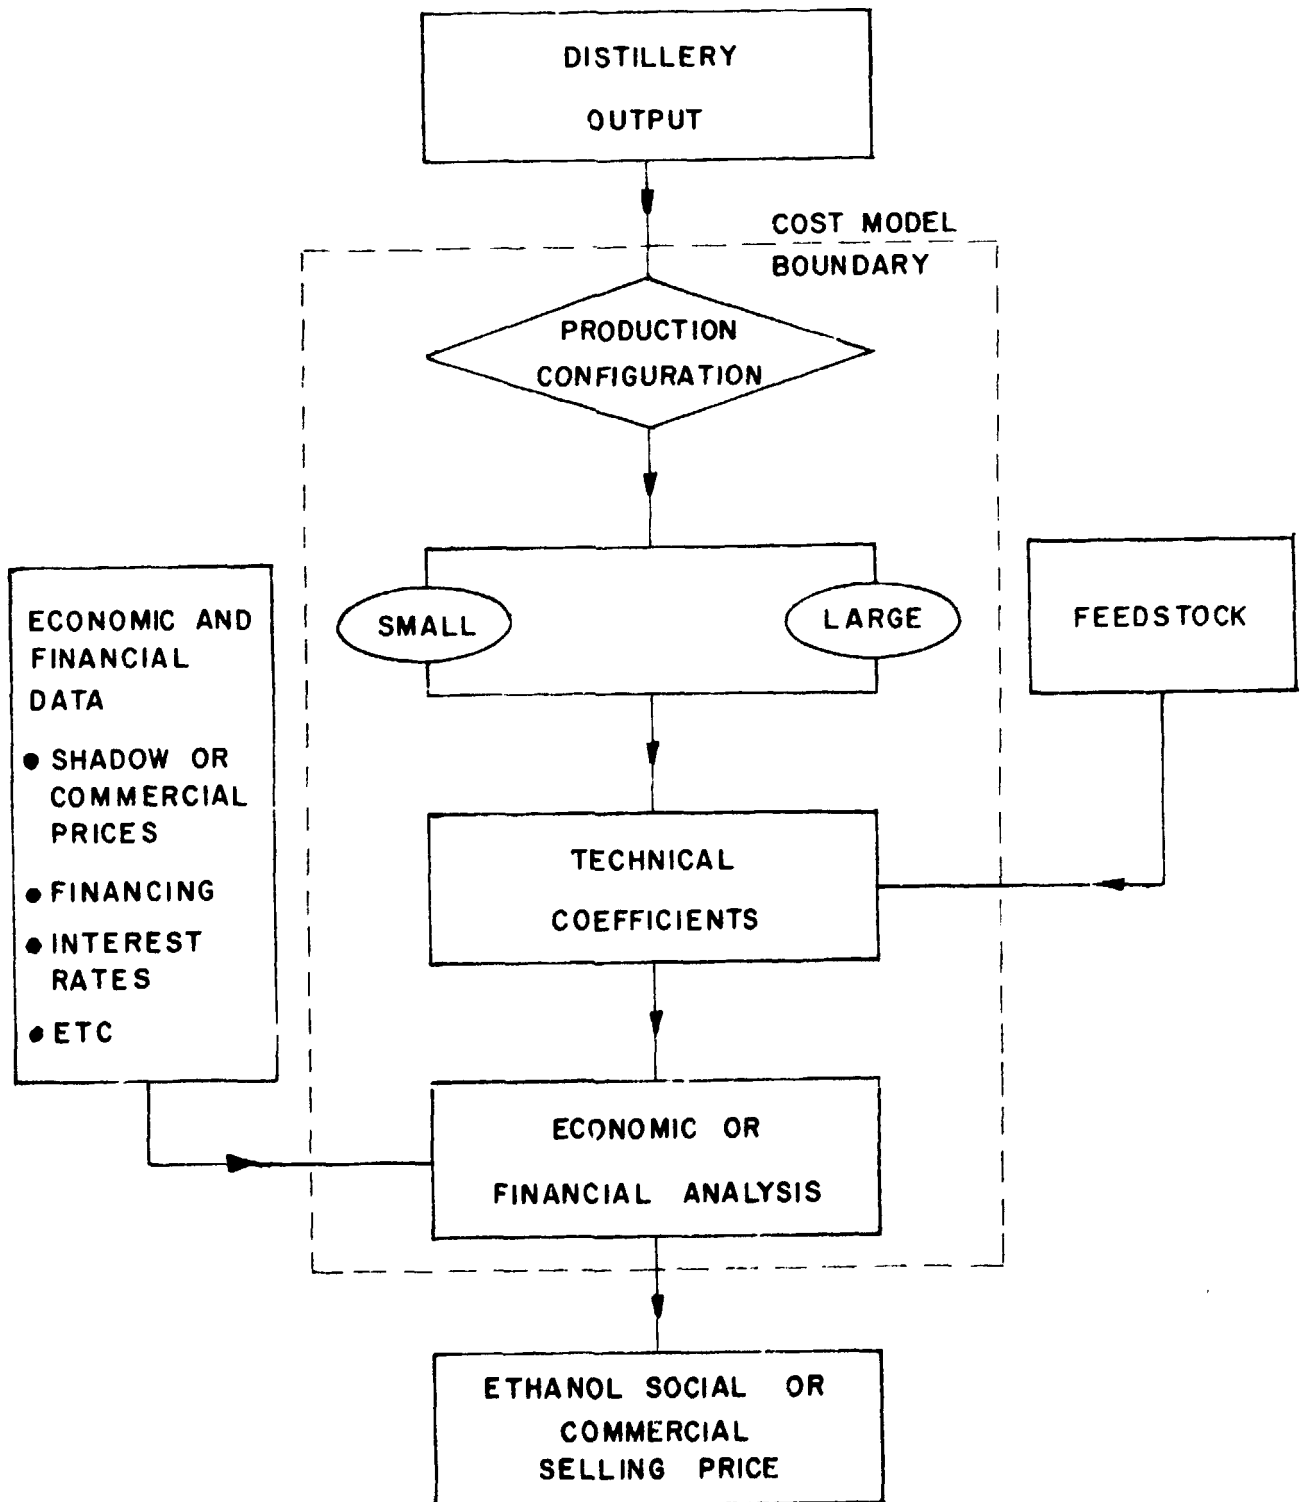 DISTILLERY
OUTPUT
COST MODEL
BOUNDARY
PRODUCTION
CONFIGURATION
SMALL
LARGE
FEEDSTOCK
ECONOMIC AND
FINANCIAL
DATA
● SHADOW OR
COMMERCIAL
PRICES
● FINANCING
● INTEREST
RATES
● ETC
TECHNICAL
COEFFICIENTS
ECONOMIC OR
FINANCIAL ANALYSIS
ETHANOL SOCIAL OR
COMMERCIAL
SELLING PRICE